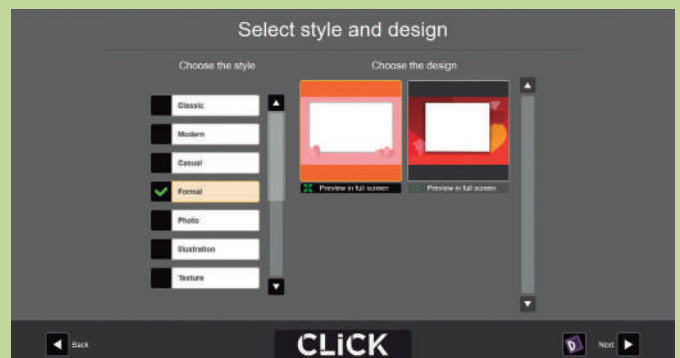 Select style and design
Choose the style
Choose the design
Classic
Modern
Casual
Formal
Photo
Illustration
Texture
Preview in full screen
Preview in full screen
Back
CLiCK
D
Next